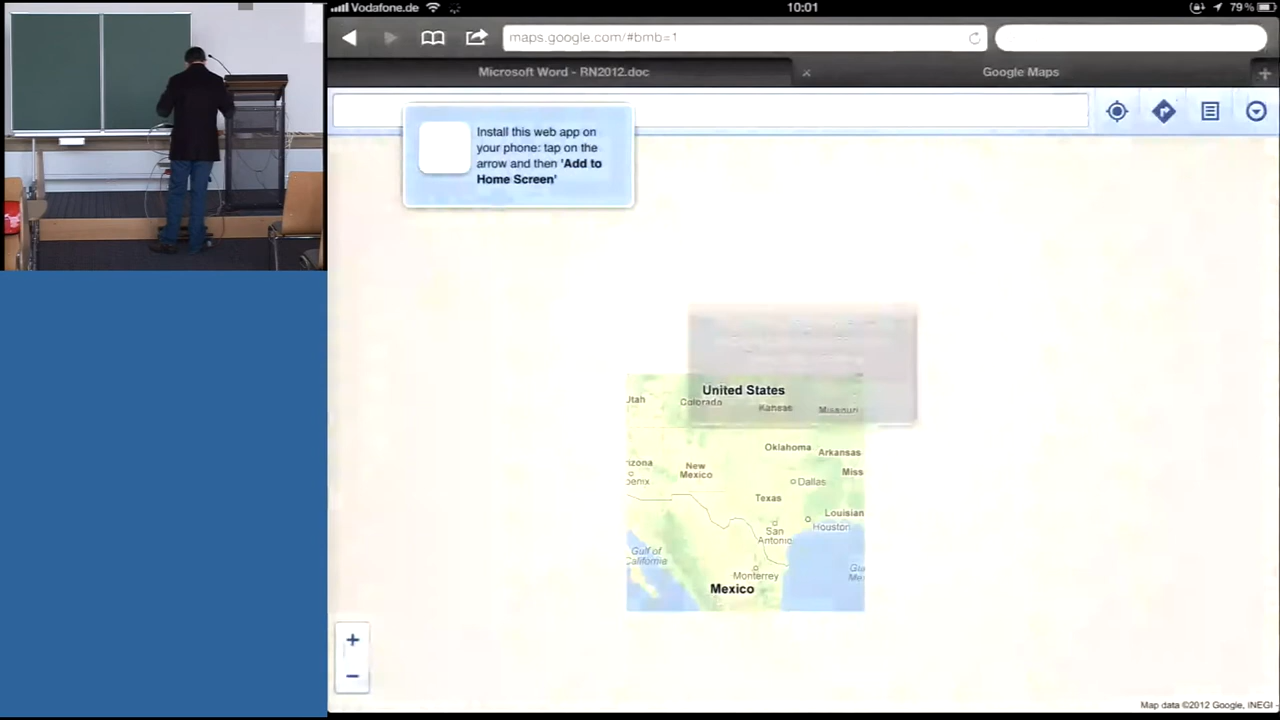 Vodafone.de
10:01
79 %
maps.google.com/#bmb=1
Microsoft Word - RN2012.doc
Google Maps
Install this web app on
your phone: tap on the
arrow and then 'Add to
Home Screen'
United States
Utah
Colorado
Kansas
Missouri
Oklahoma
Arkansas
rizona
New
Mexico
Miss
oenix
Dallas
Texas
Louisian
Houston
San
Antonio
Gulf of
California
Monterrey
Mexico
+
−
Map data ©2012 Google, INEGI -